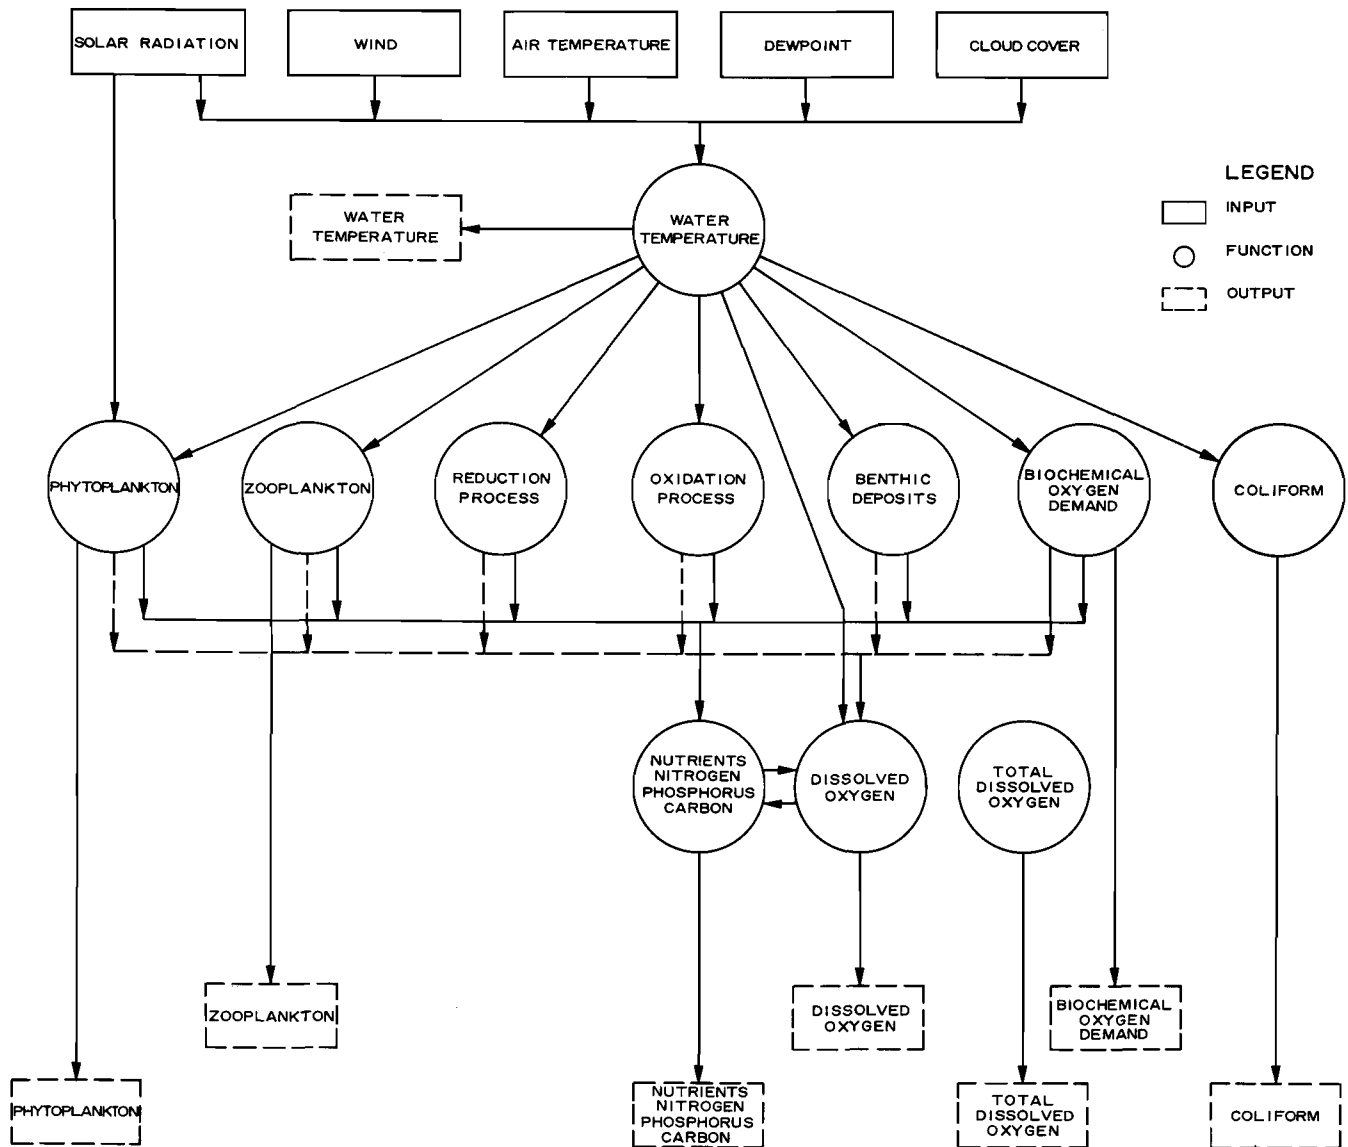 SOLAR RADIATION
WIND
AIR TEMPERATURE
DEWPOINT
CLOUD COVER
LEGEND
INPUT
FUNCTION
OUTPUT
WATER
TEMPERATURE
WATER
TEMPERATURE
PHYTOPLANKTON
ZOOPLANKTON
REDUCTION
PROCESS
OXIDATION
PROCESS
BENTHIC
DEPOSITS
BIOCHEMICAL
OXYGEN
DEMAND
COLIFORM
NUTRIENTS
NITROGEN
PHOSPHORUS
CARBON
DISSOLVED
OXYGEN
TOTAL
DISSOLVED
OXYGEN
ZOOPLANKTON
DISSOLVED
OXYGEN
BIOCHEMICAL
OXYGEN
DEMAND
PHYTOPLANKTON
NUTRIENTS
NITROGEN
PHOSPHORUS
CARBON
TOTAL
DISSOLVED
OXYGEN
COLIFORM